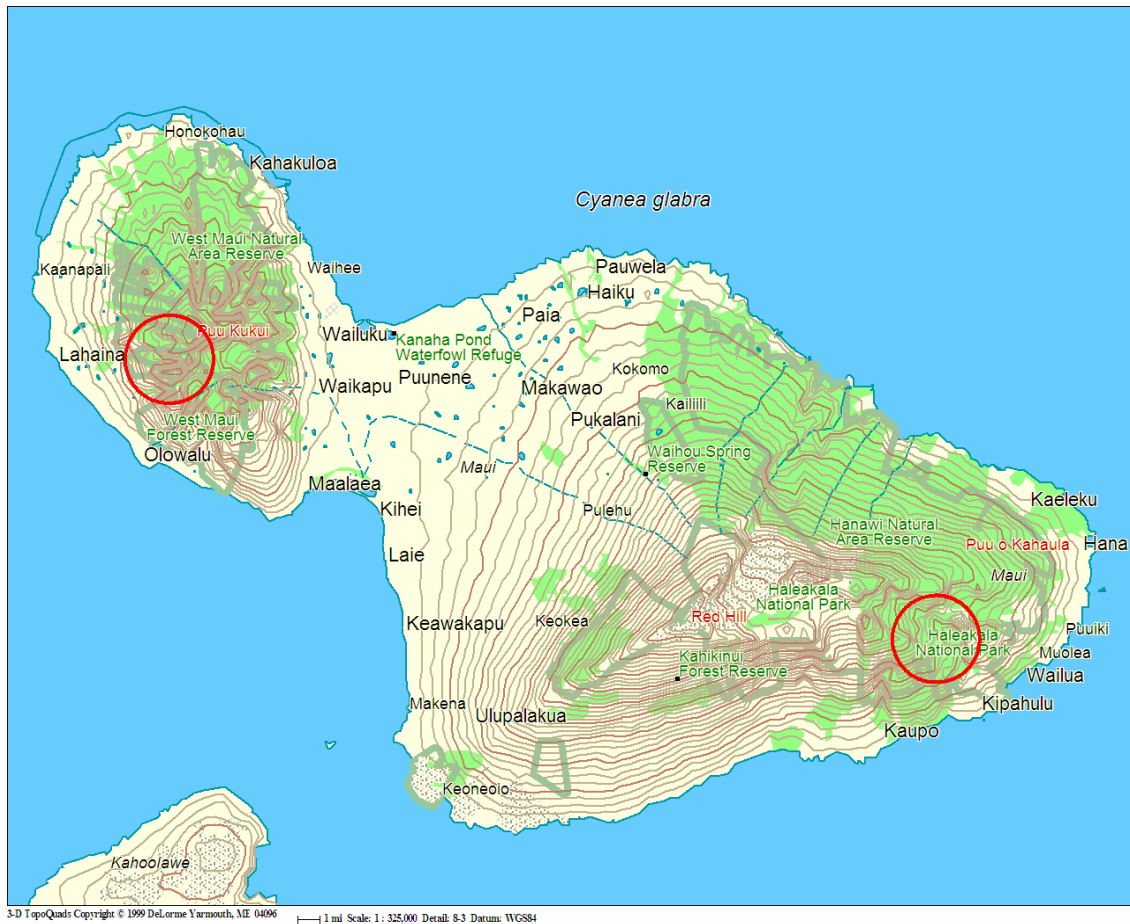 Honokohau
Kahakuloa
Cyanea glabra
West Maui Natural
Area Reserve
Kaanapali
Waihee
Pauwela
Haiku
Paia
Puu Kukui
Wailuku
Kanaha Pond
Waterfowl Refuge
Lahaina
Waikapu
Puunene
Makawao
Kokomo
Kailiili
Pukalani
West Maui
Forest Reserve
Olowalu
Maui
Waihou Spring
Reserve
Maalaea
Kihei
Pulehu
Kaeleku
Hanawi Natural
Area Reserve
Puu o Kahaula
Hana
Laie
Maui
Haleakala
National Park
Keawakapu
Keokea
Red Hill
Haleakala
National Park
Puuiki
Muolea
Wailua
Kahikinui
Forest Reserve
Makena
Ulupalakua
Kipahulu
Kaupo
Keoneoio
Kahoolawe
3-D TopoQuads Copyright © 1999 DeLorme Yarmouth, ME 04096
1 mi Scale: 1 : 325,000 Detail: 8-3 Datum: WGS84